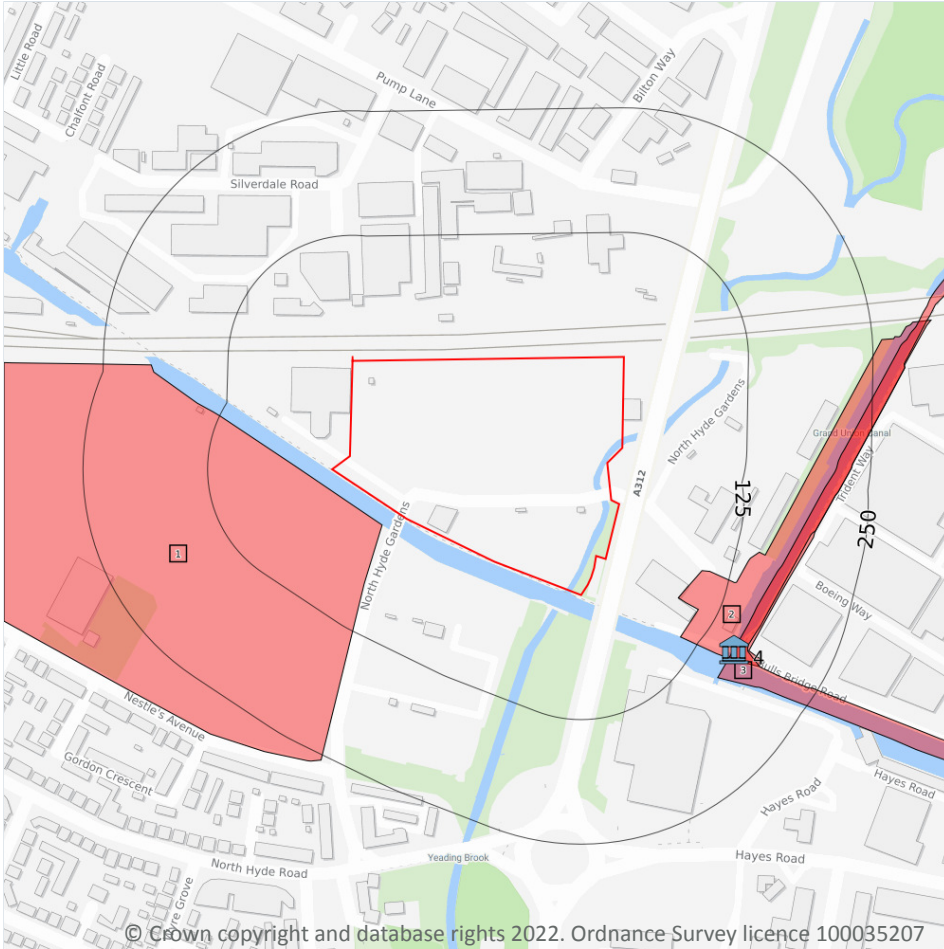 Little Road
Chalfont Road
Pump Lane
Bilton Way
Silverdale Road
North Hyde Gardens
A312
Grand Union Canal
Trident Way
125
250
North Hyde Gardens
1
Boeing Way
2
4
3
Bulls Bridge Road
Nestle's Avenue
Gordon Crescent
Hayes Road
Hayes Road
North Hyde Road
Yeading Brook
Hayes Road
yre Grove
© Crown copyright and database rights 2022. Ordnance Survey licence 100035207